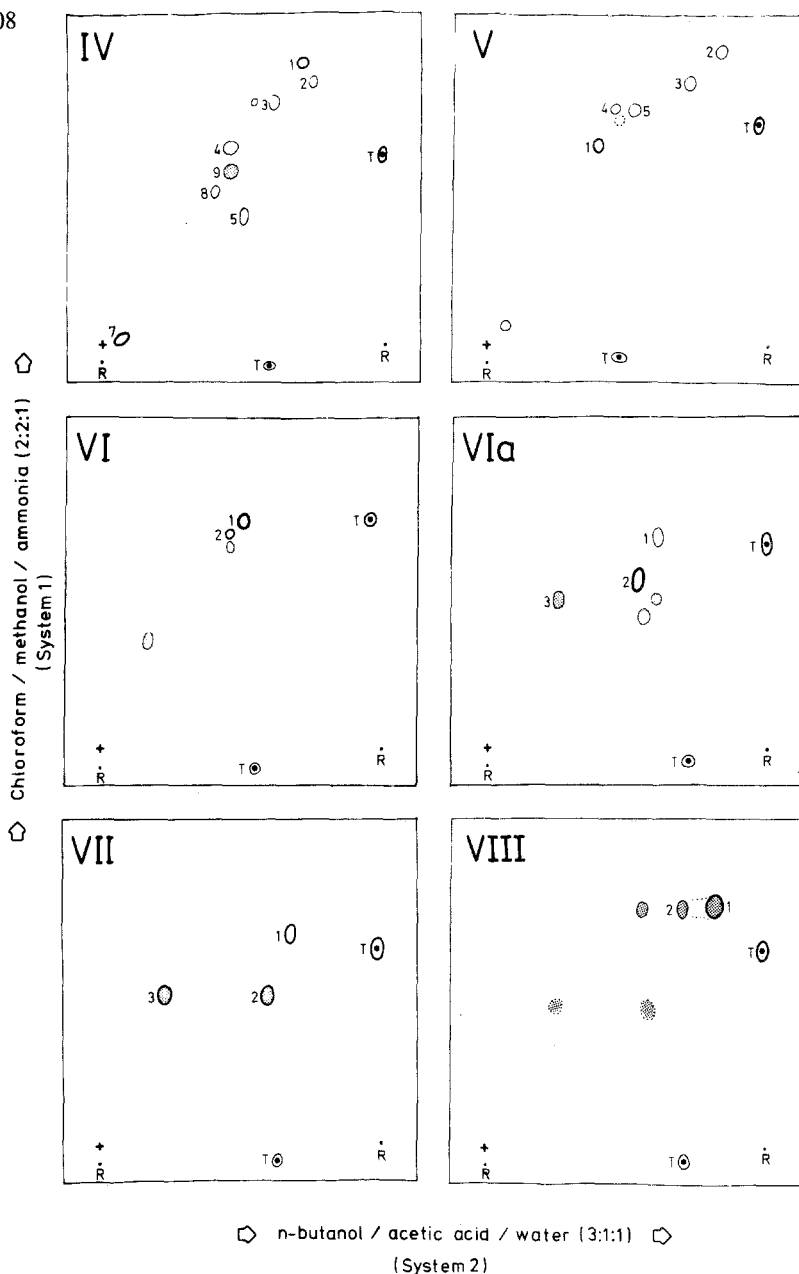 08
IV
1
2
3
4
9
8
5
T
7
+
R
T
R
V
2
3
4
5
1
T
+
R
T
R
VI
1
2
T
+
R
T
R
VIa
1
T
2
3
+
R
T
R
VII
1
T
3
2
+
R
T
R
VIII
2
1
T
+
R
T
R
Chloroform / methanol / ammonia (2:2:1)
(System 1)
n-butanol / acetic acid / water (3:1:1)
(System 2)